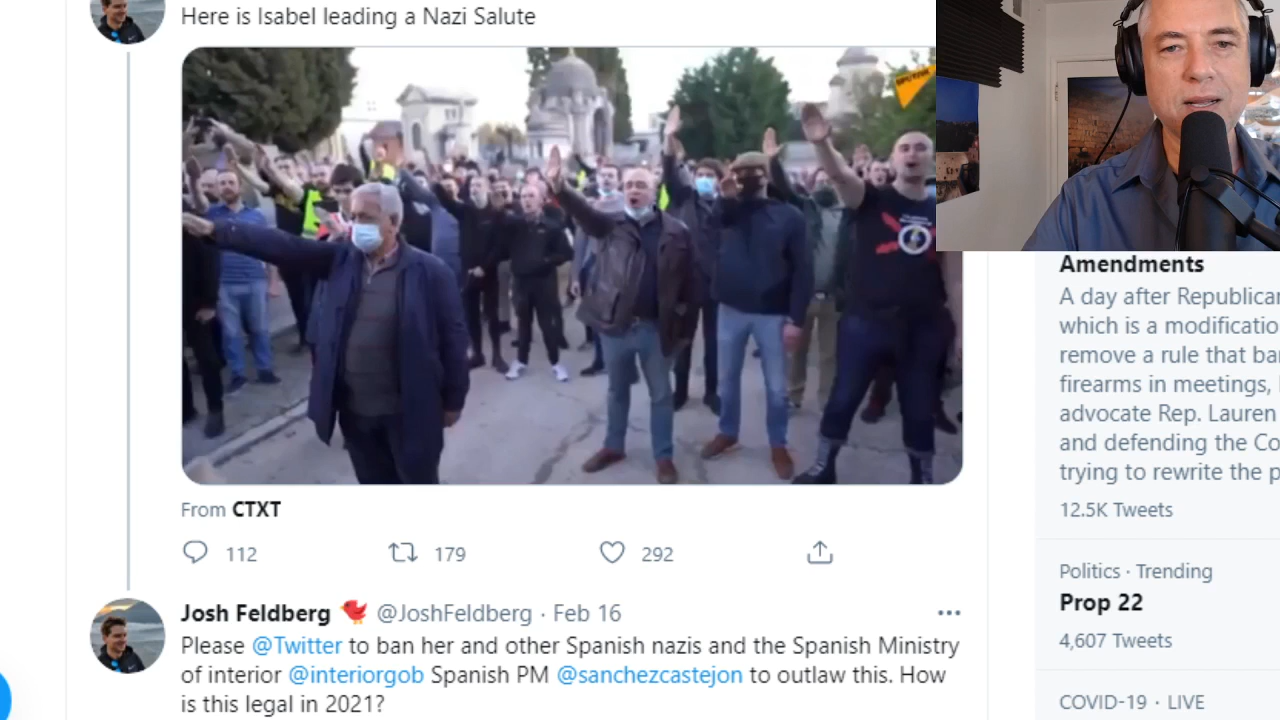 Here is Isabel leading a Nazi Salute
SPUTNIK
From CTXT
112
179
292
Josh Feldberg @JoshFeldberg · Feb 16
Please @Twitter to ban her and other Spanish nazis and the Spanish Ministry
of interior @interiorgob Spanish PM @sanchezcastejon to outlaw this. How
is this legal in 2021?
Amendments
A day after Republican
which is a modificatio
remove a rule that ba
firearms in meetings,
advocate Rep. Lauren
and defending the Co
trying to rewrite the p
12.5K Tweets
Politics · Trending
Prop 22
4,607 Tweets
COVID-19 · LIVE